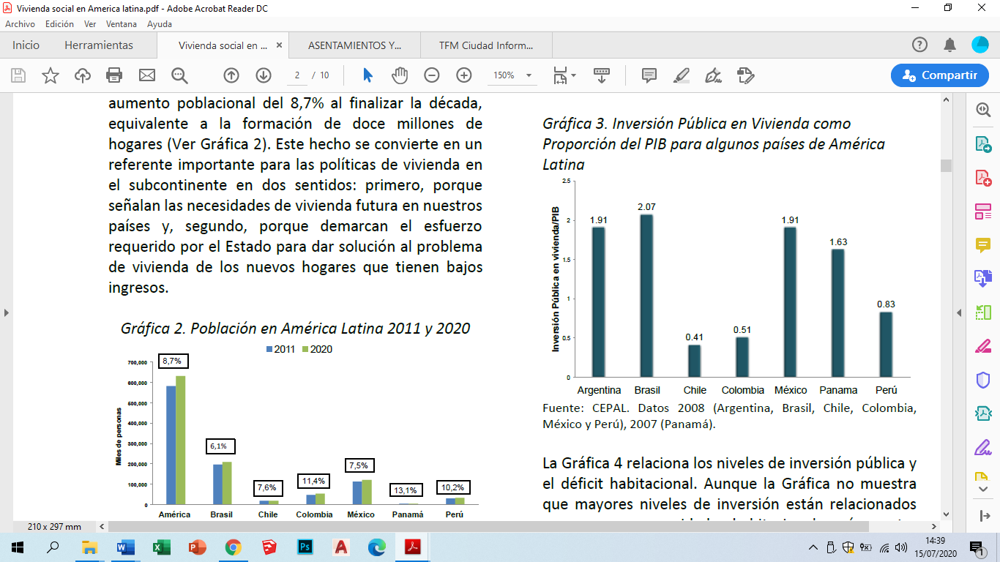 Vivienda social en America latina.pdf - Adobe Acrobat Reader DC
Archivo Edición Ver Ventana Ayuda
Inicio Herramientas Vivienda social en ... × ASENTAMIENTOS Y... TFM Ciudad Inform...
2 / 10 150% Compartir
aumento poblacional del 8,7% al finalizar la década,
equivalente a la formación de doce millones de
hogares (Ver Gráfica 2). Este hecho se convierte en un
referente importante para las políticas de vivienda en
el subcontinente en dos sentidos: primero, porque
señalan las necesidades de vivienda futura en nuestros
países y, segundo, porque demarcan el esfuerzo
requerido por el Estado para dar solución al problema
de vivienda de los nuevos hogares que tienen bajos
ingresos.
Gráfica 2. Población en América Latina 2011 y 2020
2011 2020
Miles de personas
700,000
600,000
500,000
400,000
300,000
200,000
100,000
0
8,7%
6,1%
7,6%
11,4%
7,5%
13,1%
10,2%
América Brasil Chile Colombia México Panamá Perú
Gráfica 3. Inversión Pública en Vivienda como
Proporción del PIB para algunos países de América
Latina
Inversión Pública en vivienda/PIB
2.5
2
1.5
1
0.5
0
1.91
2.07
0.41
0.51
1.91
1.63
0.83
Argentina Brasil Chile Colombia México Panama Perú
Fuente: CEPAL. Datos 2008 (Argentina, Brasil, Chile, Colombia,
México y Perú), 2007 (Panamá).
La Gráfica 4 relaciona los niveles de inversión pública y
el déficit habitacional. Aunque la Gráfica no muestra
que mayores niveles de inversión están relacionados
210 x 297 mm
14:39
15/07/2020
1